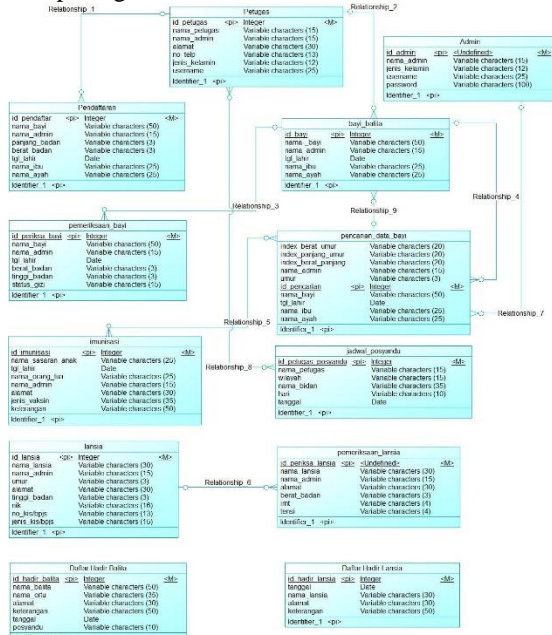 Relationship_1
Relationship_2
Petugas
id_petugas <pi> Integer <M>
nama_petugas Variable characters (15)
nama_admin Variable characters (15)
alamat Variable characters (30)
no_telp Variable characters (13)
jenis_kelamin Variable characters (12)
username Variable characters (25)
Identifier_1 <pi>
Admin
id_admin <pi> <Undefined> <M>
nama_admin Variable characters (15)
jenis_kelamin Variable characters (12)
username Variable characters (25)
password Variable characters (100)
Identifier_1 <pi>
Pendaftaran
id_pendaftar <pi> Integer <M>
nama_bayi Variable characters (50)
nama_admin Variable characters (15)
panjang_badan Variable characters (3)
berat_badan Variable characters (3)
tgl_lahir Date
nama_ibu Variable characters (25)
nama_ayah Variable characters (25)
Identifier_1 <pi>
bayi_balita
id_bayi <pi> Integer <M>
nama_bayi Variable characters (50)
nama_admin Variable characters (15)
tgl_lahir Date
nama_ibu Variable characters (25)
nama_ayah Variable characters (25)
Identifier_1 <pi>
Relationship_3
Relationship_4
Relationship_9
pemeriksaan_bayi
id_periksa_bayi <pi> Integer <M>
nama_bayi Variable characters (50)
nama_admin Variable characters (15)
tgl_lahir Date
berat_badan Variable characters (3)
tinggi_badan Variable characters (3)
status_gizi Variable characters (15)
Identifier_1 <pi>
pencarian_data_bayi
index_berat_umur Variable characters (20)
index_panjang_umur Variable characters (20)
index_berat_panjang Variable characters (20)
nama_admin Variable characters (15)
umur Variable characters (3)
id_pencarian <pi> Integer <M>
nama_bayi Variable characters (50)
tgl_lahir Date
nama_ibu Variable characters (25)
nama_ayah Variable characters (25)
Identifier_1 <pi>
Relationship_5
Relationship_7
Relationship_8
imunisasi
id_imunisasi <pi> Integer <M>
nama_sasaran_anak Variable characters (25)
tgl_lahir Date
nama_orang_tua Variable characters (25)
nama_admin Variable characters (15)
alamat Variable characters (30)
jenis_vaksin Variable characters (35)
keterangan Variable characters (50)
Identifier_1 <pi>
jadwal_posyandu
id_petugas_posyandu <pi> Integer <M>
nama_petugas Variable characters (15)
wilayah Variable characters (15)
nama_bidan Variable characters (35)
hari Variable characters (10)
tanggal Date
Identifier_1 <pi>
lansia
id_lansia <pi> Integer <M>
nama_lansia Variable characters (30)
nama_admin Variable characters (15)
umur Variable characters (3)
alamat Variable characters (30)
tinggi_badan Variable characters (3)
nik Variable characters (16)
no_kis/bpjs Variable characters (13)
jenis_kis/bpjs Variable characters (15)
Identifier_1 <pi>
Relationship_6
pemeriksaan_lansia
id_periksa_lansia <pi> <Undefined> <M>
nama_lansia Variable characters (30)
nama_admin Variable characters (15)
alamat Variable characters (30)
berat_badan Variable characters (3)
imt Variable characters (4)
tensi Variable characters (4)
Identifier_1 <pi>
Daftar Hadir Balita
id_hadir_balita <pi> Integer <M>
nama_balita Variable characters (50)
nama_ortu Variable characters (35)
alamat Variable characters (30)
keterangan Variable characters (50)
tanggal Date
posyandu Variable characters (10)
Identifier_1 <pi>
Daftar Hadir Lansia
id_hadir_lansia <pi> Integer <M>
tanggal Date
nama_lansia Variable characters (30)
alamat Variable characters (30)
keterangan Variable characters (50)
Identifier_1 <pi>